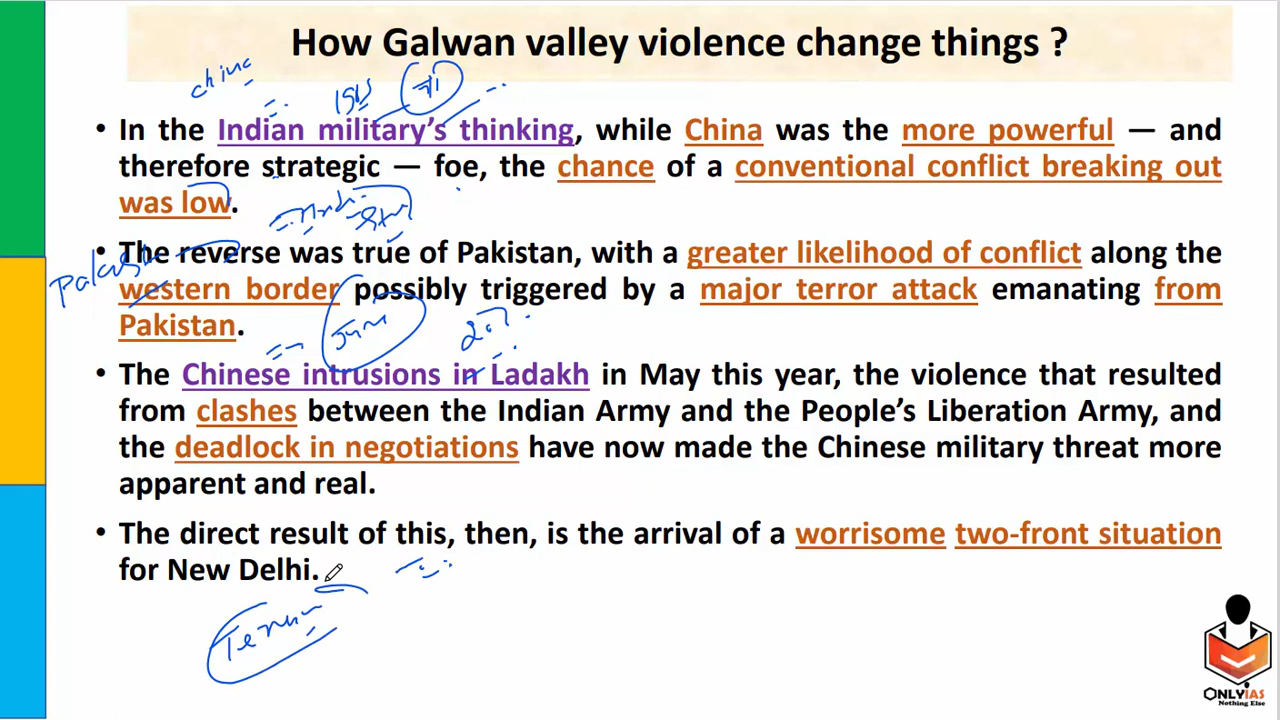 How Galwan valley violence change things ?
china
• In the Indian military’s thinking, while China was the more powerful — and
therefore strategic — foe, the chance of a conventional conflict breaking out
was low.
• The reverse was true of Pakistan, with a greater likelihood of conflict along the
western border possibly triggered by a major terror attack emanating from
Pakistan.
June
• The Chinese intrusions in Ladakh in May this year, the violence that resulted
from clashes between the Indian Army and the People’s Liberation Army, and
the deadlock in negotiations have now made the Chinese military threat more
apparent and real.
• The direct result of this, then, is the arrival of a worrisome two-front situation
for New Delhi.
ONLYIAS
Nothing Else